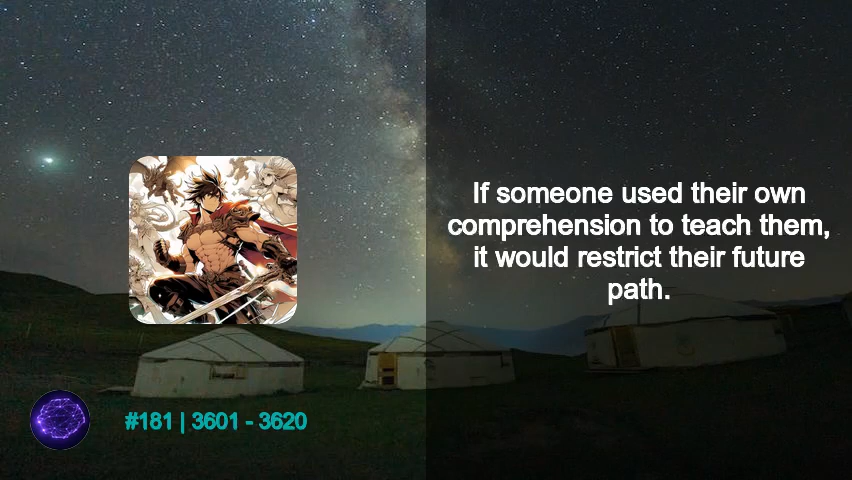 If someone used their own
comprehension to teach them,
it would restrict their future
path.
#181 | 3601 - 3620